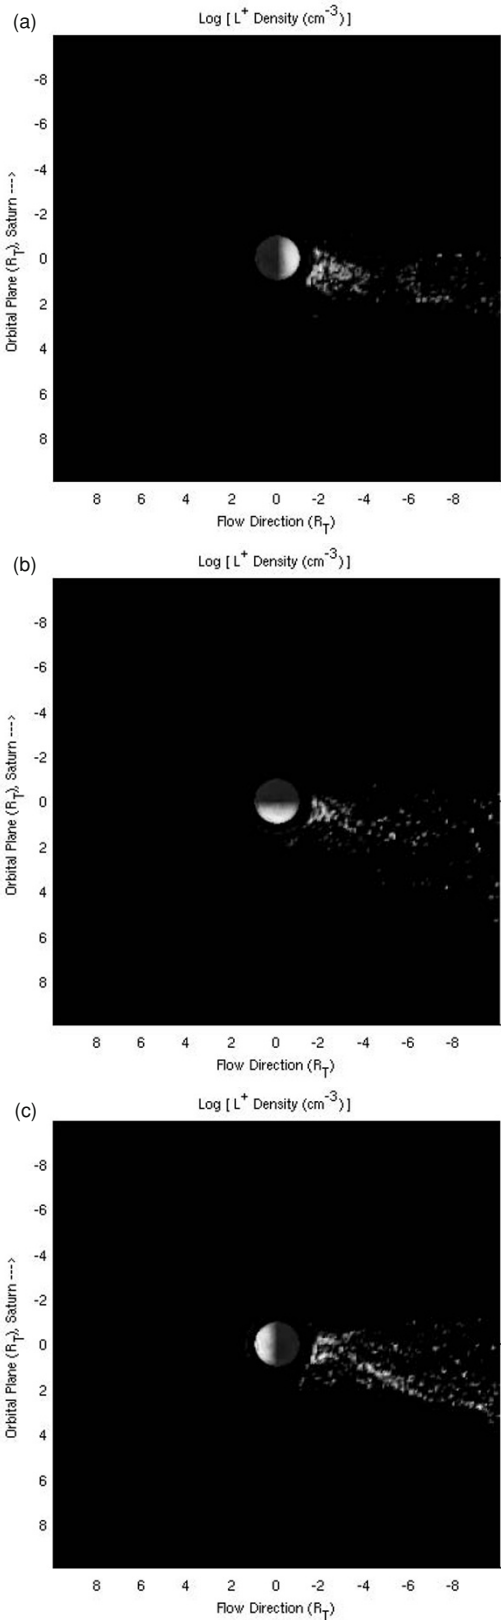 (a)
Log [ L+ Density (cm-3) ]
-8
-6
-4
-2
0
2
4
6
8
Orbital Plane (RT), Saturn --->
8 6 4 2 0 -2 -4 -6 -8
Flow Direction (RT)
(b)
Log [ L+ Density (cm-3) ]
-8
-6
-4
-2
0
2
4
6
8
Orbital Plane (RT), Saturn --->
8 6 4 2 0 -2 -4 -6 -8
Flow Direction (RT)
(c)
Log [ L+ Density (cm-3) ]
-8
-6
-4
-2
0
2
4
6
8
Orbital Plane (RT), Saturn --->
8 6 4 2 0 -2 -4 -6 -8
Flow Direction (RT)